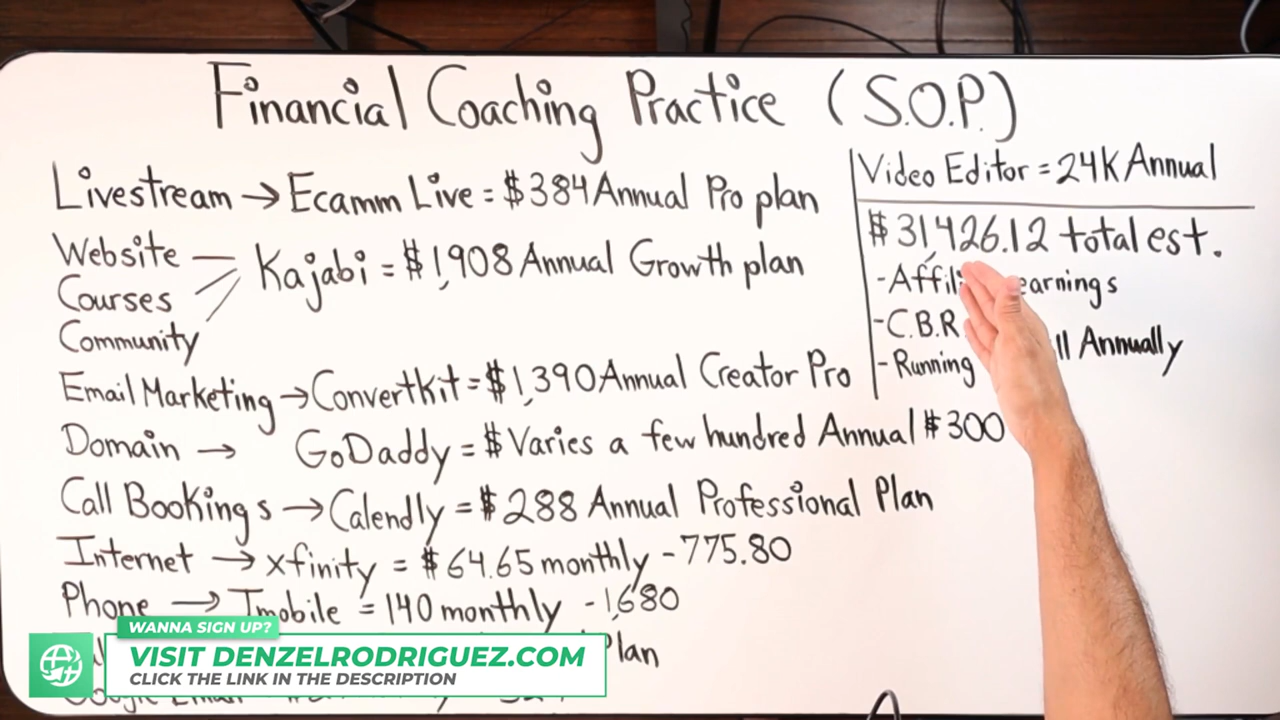 Financial Coaching Practice (S.O.P.)
Livestream → Ecamm Live = $384 Annual Pro plan
Website
Courses
Community
Kajabi = $1,908 Annual Growth plan
Email Marketing → Convertkit = $1,390 Annual Creator Pro
Domain → GoDaddy = $ Varies a few hundred Annual $300
Call Bookings → Calendly = $288 Annual Professional Plan
Internet → xfinity = $64.65 monthly - 775.80
Phone → Tmobile = 140 monthly - 1,680
Plan
Video Editor = 24K Annual
$31,426.12 total est.
- earnings
- C.B.R
- Running Annually
WANNA SIGN UP?
VISIT DENZELRODRIGUEZ.COM
CLICK THE LINK IN THE DESCRIPTION